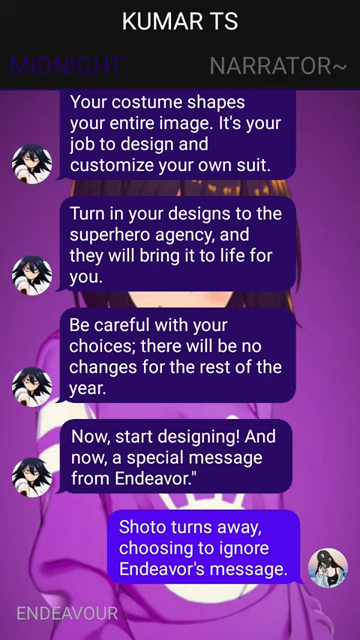 KUMAR TS
MIDNIGHT
NARRATOR~
Your costume shapes
your entire image. It's your
job to design and
customize your own suit.
Turn in your designs to the
superhero agency, and
they will bring it to life for
you.
Be careful with your
choices; there will be no
changes for the rest of the
year.
Now, start designing! And
now, a special message
from Endeavor."
Shoto turns away,
choosing to ignore
Endeavor's message.
ENDEAVOUR